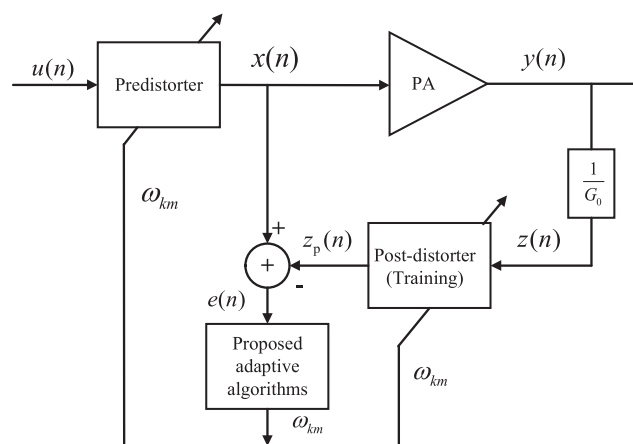 u(n)
Predistorter
x(n)
PA
y(n)
ω_km
1
G_0
+
z_p(n)
Post-distorter
(Training)
z(n)
+
-
e(n)
Proposed
adaptive
algorithms
ω_km
ω_km